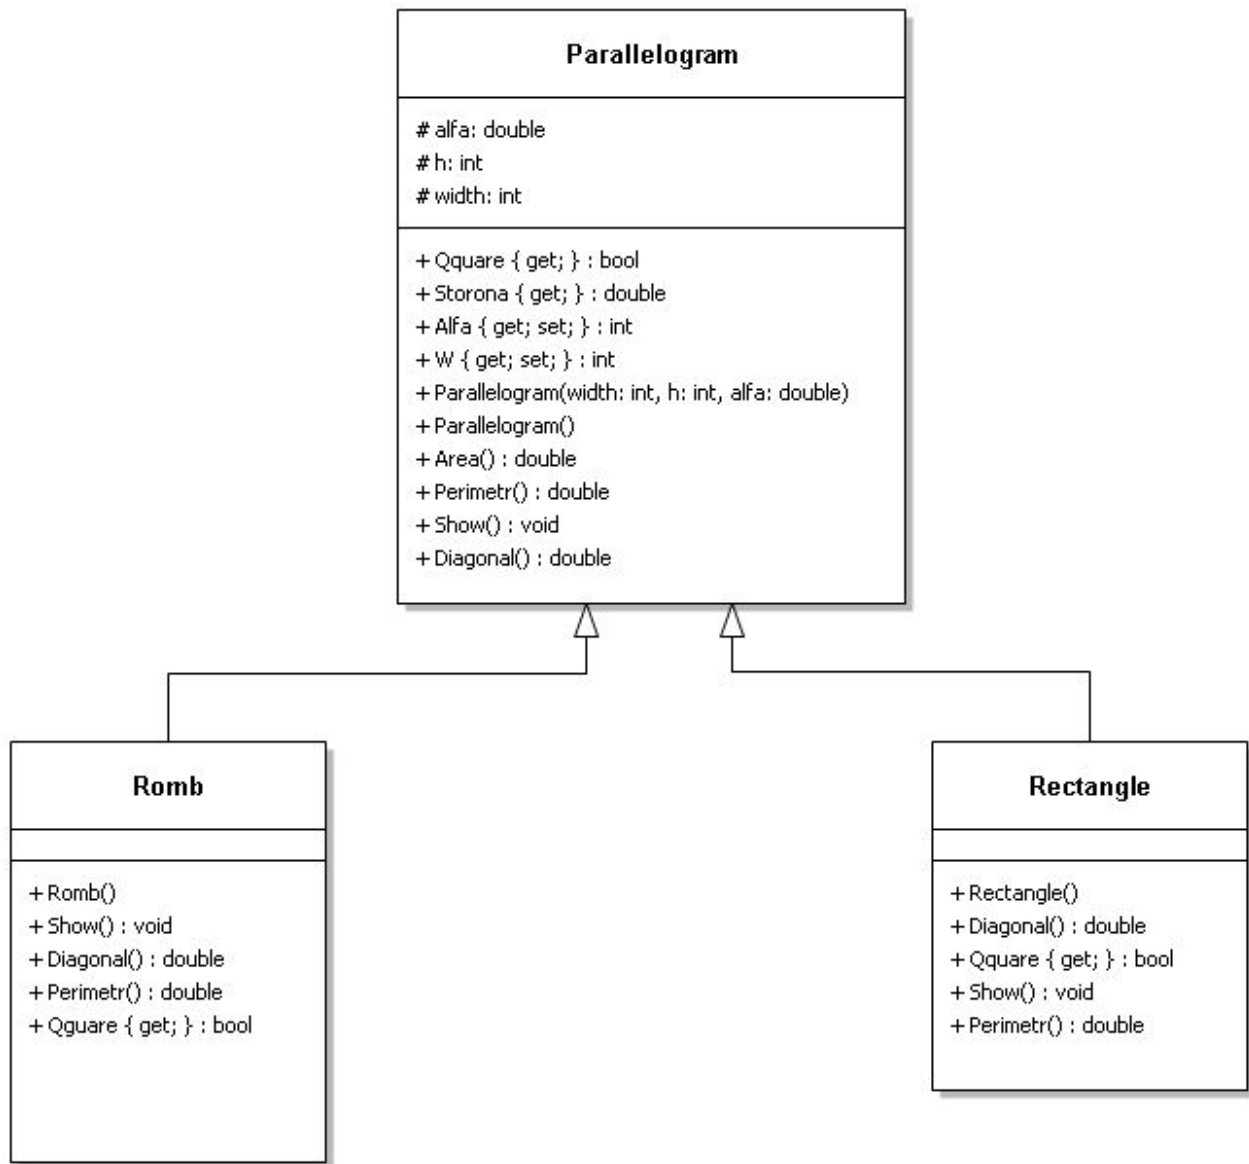 Parallelogram
# alfa: double
# h: int
# width: int
+ Qquare { get; } : bool
+ Storona { get; } : double
+ Alfa { get; set; } : int
+ W { get; set; } : int
+ Parallelogram(width: int, h: int, alfa: double)
+ Parallelogram()
+ Area() : double
+ Perimetr() : double
+ Show() : void
+ Diagonal() : double
Romb
+ Romb()
+ Show() : void
+ Diagonal() : double
+ Perimetr() : double
+ Qguare { get; } : bool
Rectangle
+ Rectangle()
+ Diagonal() : double
+ Qquare { get; } : bool
+ Show() : void
+ Perimetr() : double